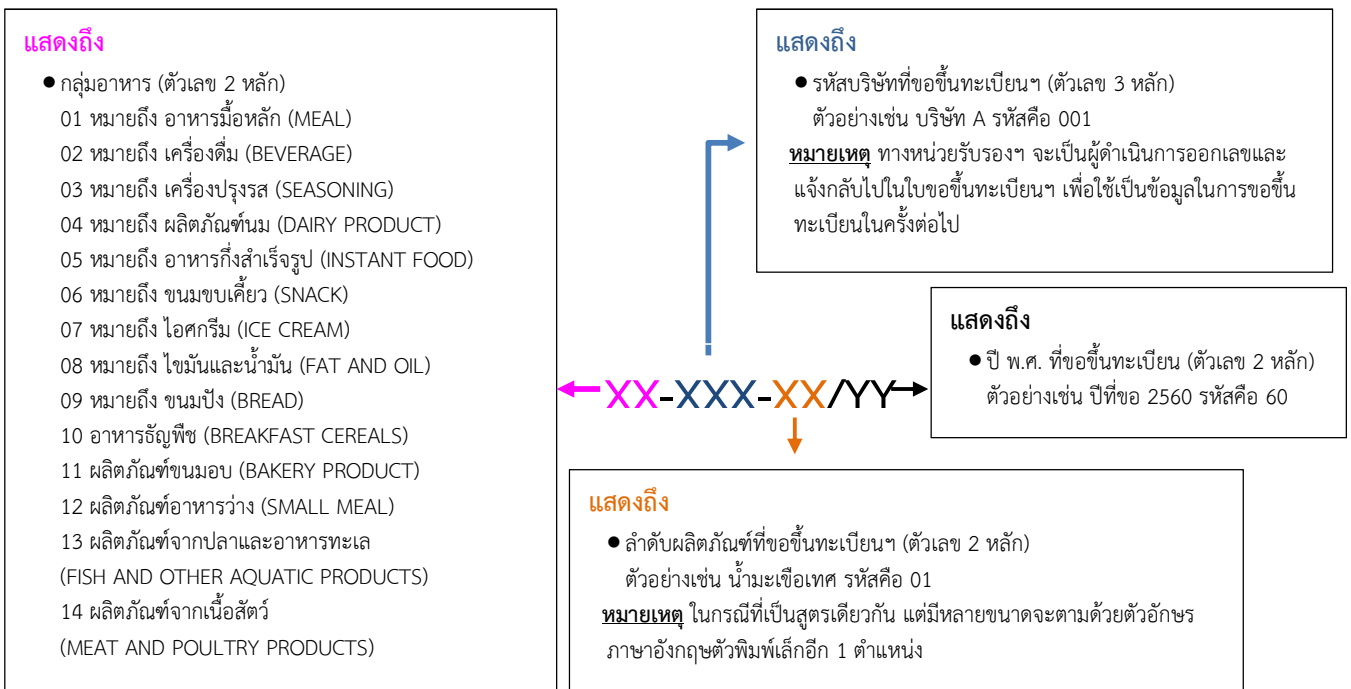 แสดงถึง
● กลุ่มอาหาร (ตัวเลข 2 หลัก)
01 หมายถึง อาหารมื้อหลัก (MEAL)
02 หมายถึง เครื่องดื่ม (BEVERAGE)
03 หมายถึง เครื่องปรุงรส (SEASONING)
04 หมายถึง ผลิตภัณฑ์นม (DAIRY PRODUCT)
05 หมายถึง อาหารกึ่งสำเร็จรูป (INSTANT FOOD)
06 หมายถึง ขนมขบเคี้ยว (SNACK)
07 หมายถึง ไอศกรีม (ICE CREAM)
08 หมายถึง ไขมันและน้ำมัน (FAT AND OIL)
09 หมายถึง ขนมปัง (BREAD)
10 อาหารธัญพืช (BREAKFAST CEREALS)
11 ผลิตภัณฑ์ขนมอบ (BAKERY PRODUCT)
12 ผลิตภัณฑ์อาหารว่าง (SMALL MEAL)
13 ผลิตภัณฑ์จากปลาและอาหารทะเล
(FISH AND OTHER AQUATIC PRODUCTS)
14 ผลิตภัณฑ์จากเนื้อสัตว์
(MEAT AND POULTRY PRODUCTS)
แสดงถึง
● รหัสบริษัทที่ขอขึ้นทะเบียนฯ (ตัวเลข 3 หลัก)
ตัวอย่างเช่น บริษัท A รหัสคือ 001
หมายเหตุ ทางหน่วยรับรองฯ จะเป็นผู้ดำเนินการออกเลขและ
แจ้งกลับไปในใบขอขึ้นทะเบียนฯ เพื่อใช้เป็นข้อมูลในการขอขึ้น
ทะเบียนในครั้งต่อไป
XX-XXX-XX/YY
แสดงถึง
● ปี พ.ศ. ที่ขอขึ้นทะเบียน (ตัวเลข 2 หลัก)
ตัวอย่างเช่น ปีที่ขอ 2560 รหัสคือ 60
แสดงถึง
● ลำดับผลิตภัณฑ์ที่ขอขึ้นทะเบียนฯ (ตัวเลข 2 หลัก)
ตัวอย่างเช่น น้ำมะเขือเทศ รหัสคือ 01
หมายเหตุ ในกรณีที่เป็นสูตรเดียวกัน แต่มีหลายขนาดจะตามด้วยตัวอักษร
ภาษาอังกฤษตัวพิมพ์เล็กอีก 1 ตำแหน่ง